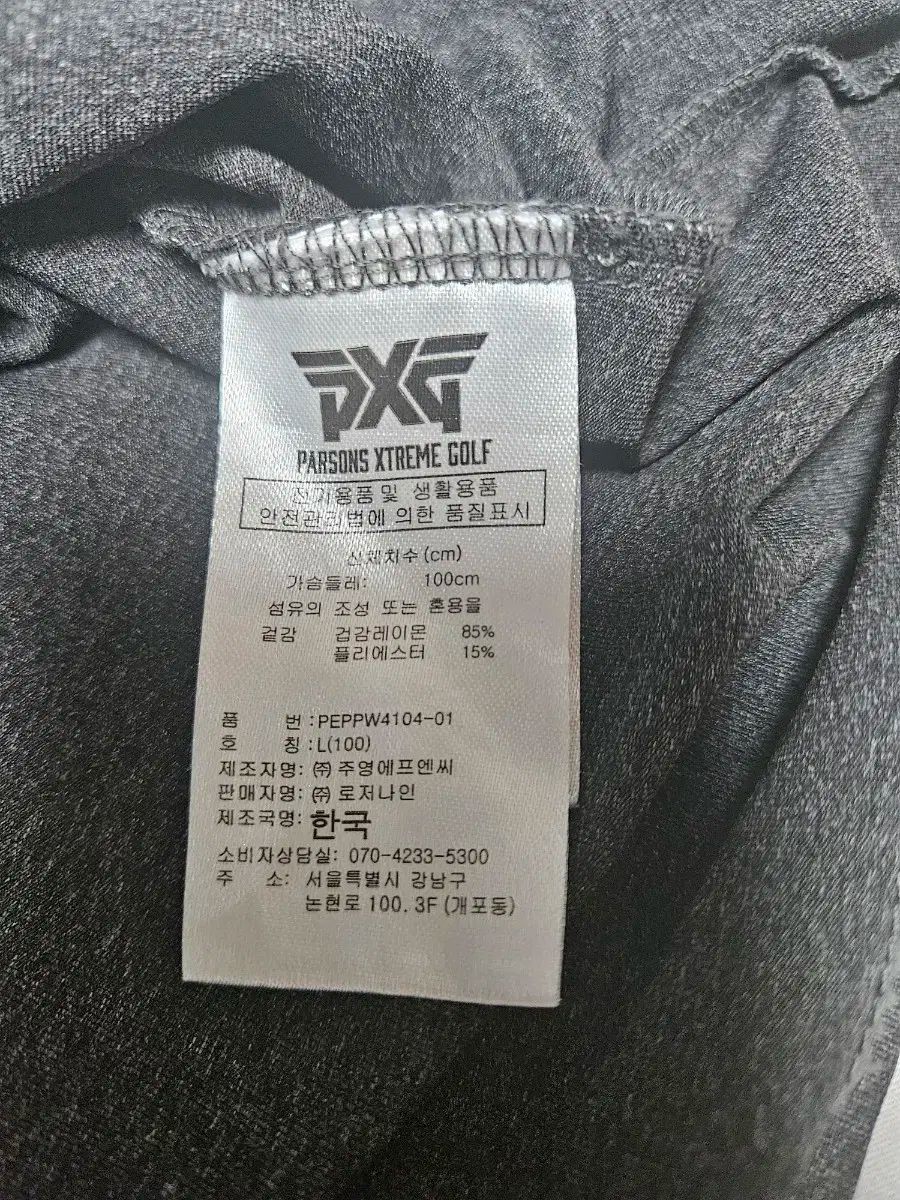 PXG
PARSONS XTREME GOLF
전기용품 및 생활용품
안전관리법에 의한 품질표시
신체치수(cm)
가슴둘레: 100cm
섬유의 조성 또는 혼용율
겉감 겁감레이몬 85%
플리에스터 15%
품 번:PEPPW4104-01
호 칭:L(100)
제조자명: ㈜ 주영에프엔씨
판매자명: ㈜ 로저나인
제조국명: 한국
소비자상담실: 070-4233-5300
주 소: 서울특별시 강남구
논현로 100. 3F (개포동)